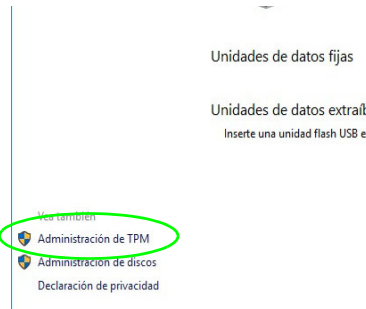 Unidades de datos fijas
Unidades de datos extraíb
Inserte una unidad flash USB e
Vea también
Administración de TPM
Administración de discos
Declaración de privacidad